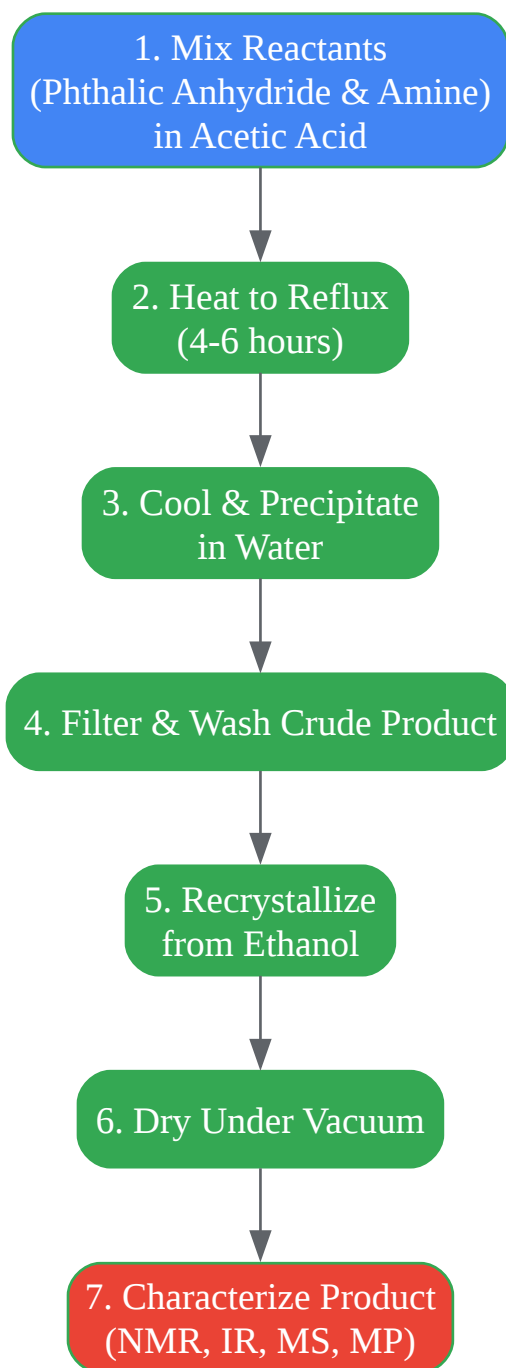 1. Mix Reactants
(Phthalic Anhydride & Amine)
in Acetic Acid
2. Heat to Reflux
(4-6 hours)
3. Cool & Precipitate
in Water
4. Filter & Wash Crude Product
5. Recrystallize
from Ethanol
6. Dry Under Vacuum
7. Characterize Product
(NMR, IR, MS, MP)